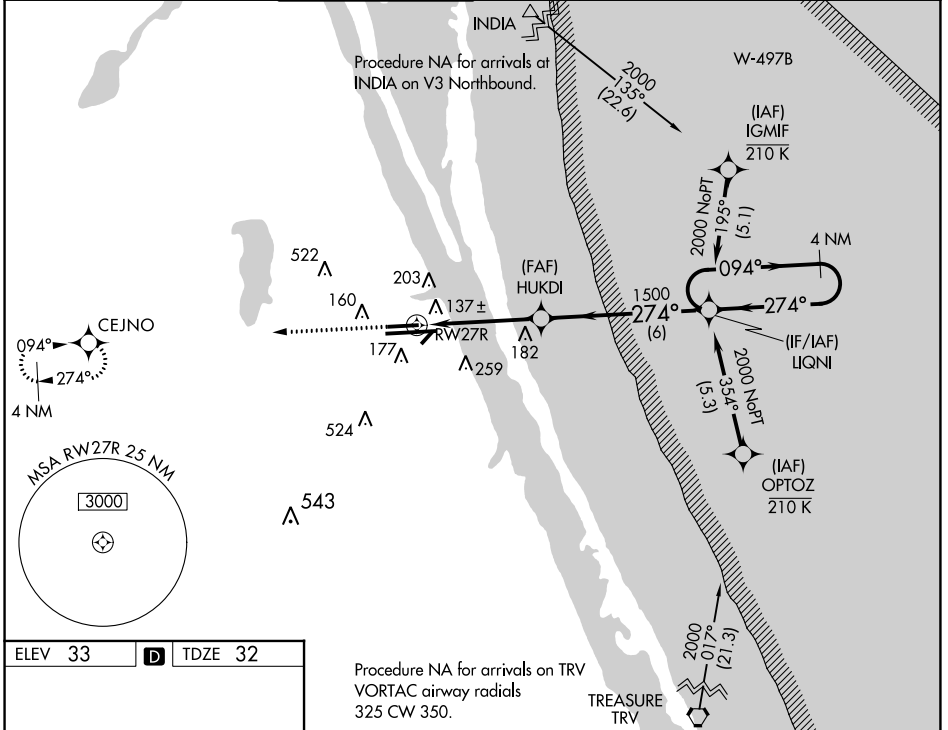 INDIA
Procedure NA for arrivals at
INDIA on V3 Northbound.
2000
135°
(22.6)
W-497B
(IAF)
IGMIF
210 K
2000 NoPT
195°
(5.1)
4 NM
094°
522
203
(FAF)
HUKDI
160
137 ±
1500
274°
(6)
274°
CEJNO
RW27R
094°
177
182
259
(IF/IAF)
LIQNI
274°
4 NM
2000 NoPT
354°
(5.3)
524
(IAF)
OPTOZ
210 K
MSA RW27R 25 NM
3000
543
2000
017°
(21.3)
ELEV 33
D
TDZE 32
Procedure NA for arrivals on TRV
VORTAC airway radials
325 CW 350.
TREASURE
TRV